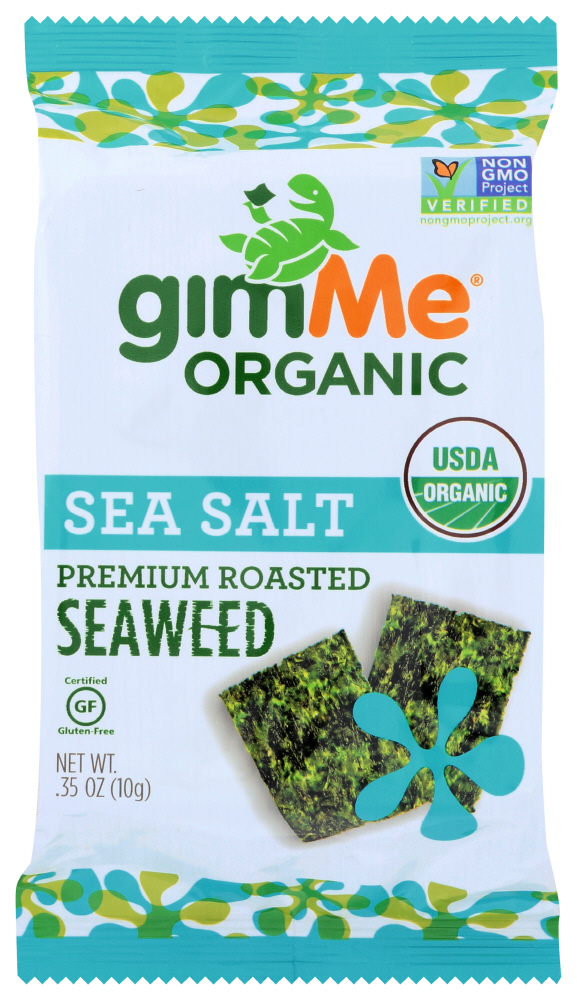 NON
GMO
Project
VERIFIED
nongmoproject.org
gimMe®
ORGANIC
USDA
ORGANIC
SEA SALT
PREMIUM ROASTED
SEAWEED
Certified
GF
Gluten-Free
NET WT.
.35 OZ (10g)